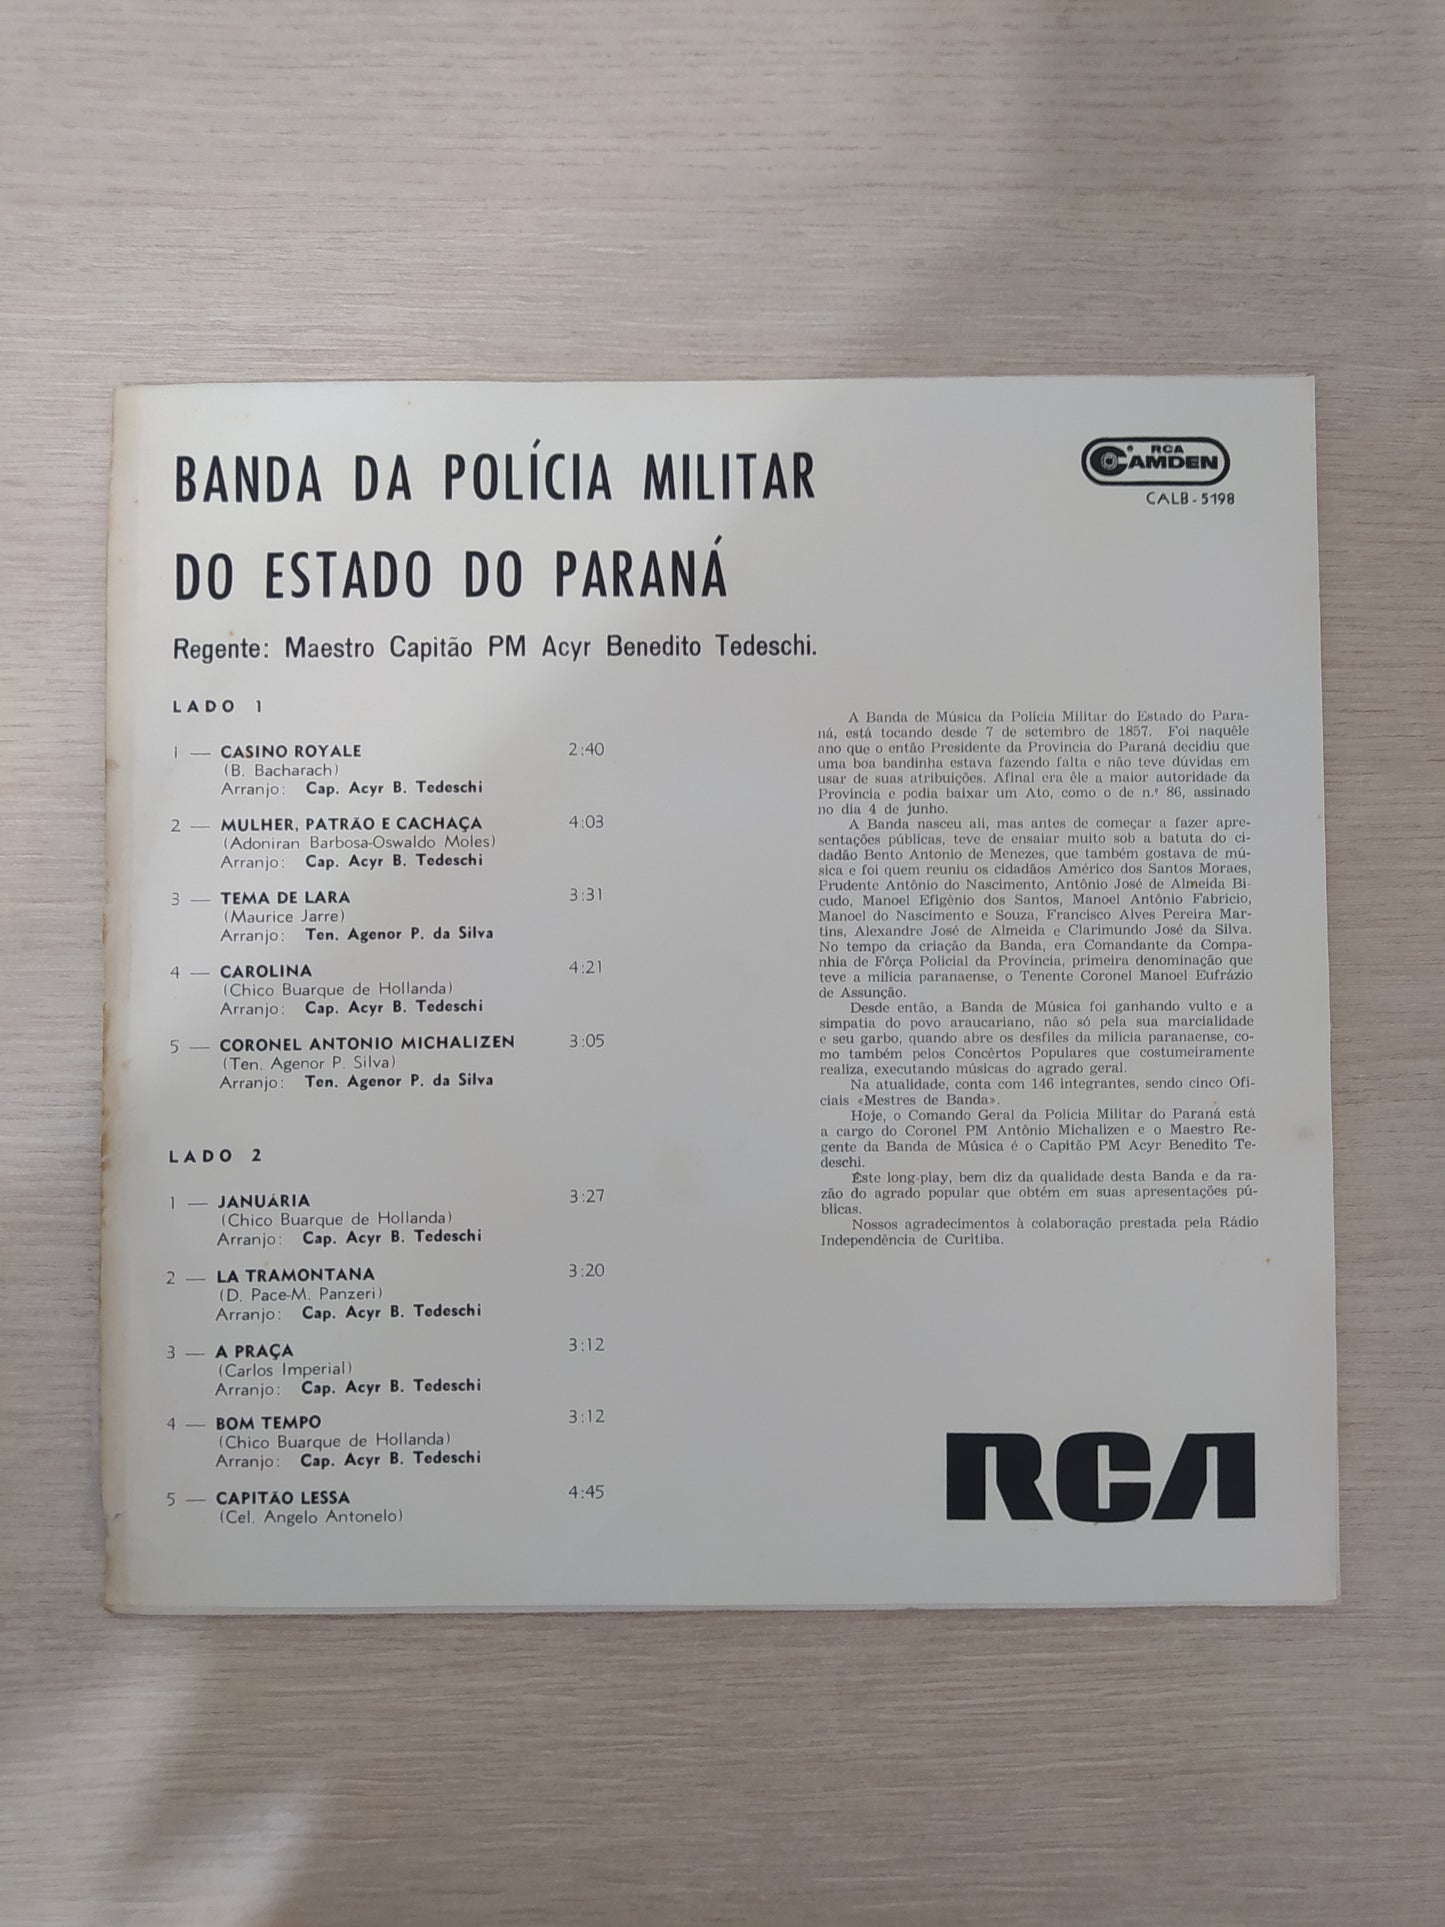 BANDA DA POLÍCIA MILITAR
DO ESTADO DO PARANÁ
Regente: Maestro Capitão PM Acyr Benedito Tedeschi.
RCA
CAMDEN
CALB-5198
LADO 1
1 — CASINO ROYALE 2:40
(B. Bacharach)
Arranjo: Cap. Acyr B. Tedeschi
2 — MULHER, PATRÃO E CACHAÇA 4:03
(Adoniran Barbosa-Oswaldo Moles)
Arranjo: Cap. Acyr B. Tedeschi
3 — TEMA DE LARA 3:31
(Maurice Jarre)
Arranjo: Ten. Agenor P. da Silva
4 — CAROLINA 4:21
(Chico Buarque de Hollanda)
Arranjo: Cap. Acyr B. Tedeschi
5 — CORONEL ANTONIO MICHALIZEN 3:05
(Ten. Agenor P. Silva)
Arranjo: Ten. Agenor P. da Silva
LADO 2
1 — JANUÁRIA 3:27
(Chico Buarque de Hollanda)
Arranjo: Cap. Acyr B. Tedeschi
2 — LA TRAMONTANA 3:20
(D. Pace-M. Panzeri)
Arranjo: Cap. Acyr B. Tedeschi
3 — A PRAÇA 3:12
(Carlos Imperial)
Arranjo: Cap. Acyr B. Tedeschi
4 — BOM TEMPO 3:12
(Chico Buarque de Hollanda)
Arranjo: Cap. Acyr B. Tedeschi
5 — CAPITÃO LESSA 4:45
(Cel. Angelo Antonelo)
A Banda de Música da Polícia Militar do Estado do Para-
ná, está tocando desde 7 de setembro de 1857. Foi naquêle
ano que o então Presidente da Província do Paraná decidiu que
uma boa bandinha estava fazendo falta e não teve dúvidas em
usar de suas atribuições. Afinal era êle a maior autoridade da
Província e podia baixar um Ato, como o de n.º 86, assinado
no dia 4 de junho.
A Banda nasceu ali, mas antes de começar a fazer apre-
sentações públicas, teve de ensaiar muito sob a batuta do ci-
dadão Bento Antonio de Menezes, que também gostava de mú-
sica e foi quem reuniu os cidadãos Américo dos Santos Moraes,
Prudente Antônio do Nascimento, Antônio José de Almeida Bi-
cudo, Manoel Efigênio dos Santos, Manoel Antônio Fabrício,
Manoel do Nascimento e Souza, Francisco Alves Pereira Mar-
tins, Alexandre José de Almeida e Clarimundo José da Silva.
No tempo da criação da Banda, era Comandante da Compa-
nhia de Fôrça Policial da Província, primeira denominação que
teve a milícia paranaense, o Tenente Coronel Manoel Eufrázio
de Assunção.
Desde então, a Banda de Música foi ganhando vulto e a
simpatia do povo araucariano, não só pela sua marcialidade
e seu garbo, quando abre os desfiles da milícia paranaense, co-
mo também pelos Concêrtos Populares que costumeiramente
realiza, executando músicas do agrado geral.
Na atualidade, conta com 146 integrantes, sendo cinco Ofi-
ciais «Mestres de Banda».
Hoje, o Comando Geral da Polícia Militar do Paraná está
a cargo do Coronel PM Antônio Michalizen e o Maestro Re-
gente da Banda de Música é o Capitão PM Acyr Benedito Te-
deschi.
Êste long-play, bem diz da qualidade desta Banda e da ra-
zão do agrado popular que obtém em suas apresentações pú-
blicas.
Nossos agradecimentos à colaboração prestada pela Rádio
Independência de Curitiba.
RCA